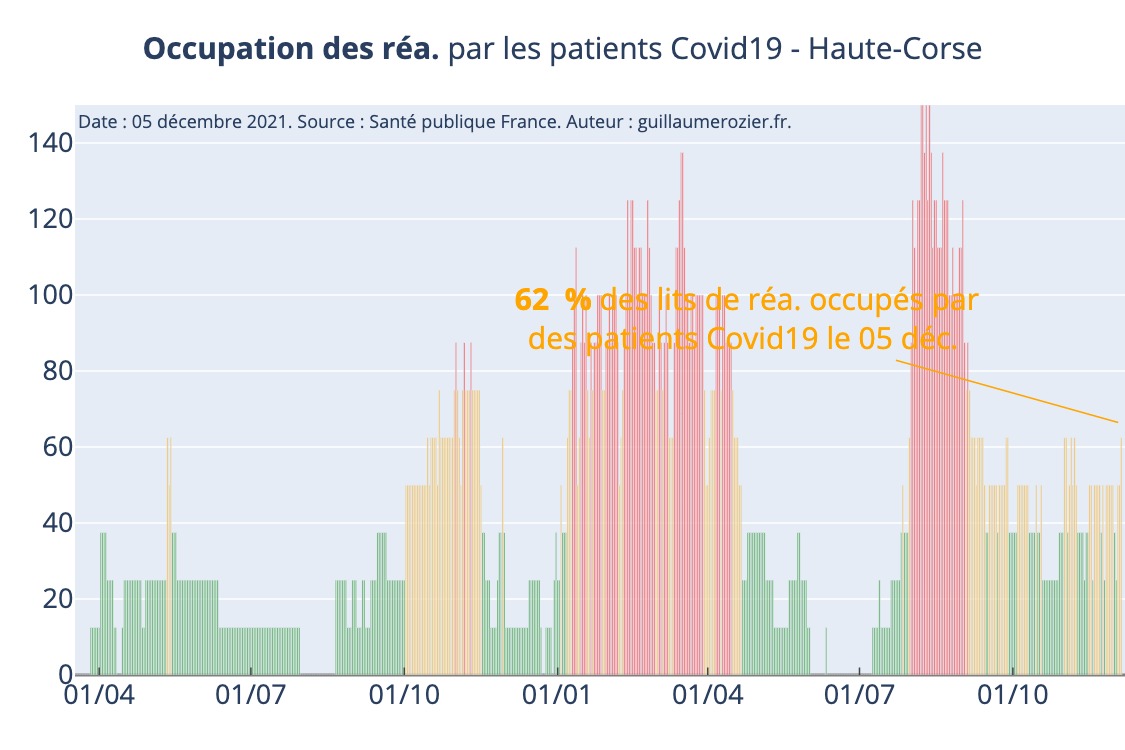 Occupation des réa. par les patients Covid19 - Haute-Corse
Date : 05 décembre 2021. Source : Santé publique France. Auteur : guillaumerozier.fr.
140
120
100
80
60
40
20
0
62 % des lits de réa. occupés par
des patients Covid19 le 05 déc.
01/04 01/07 01/10 01/01 01/04 01/07 01/10